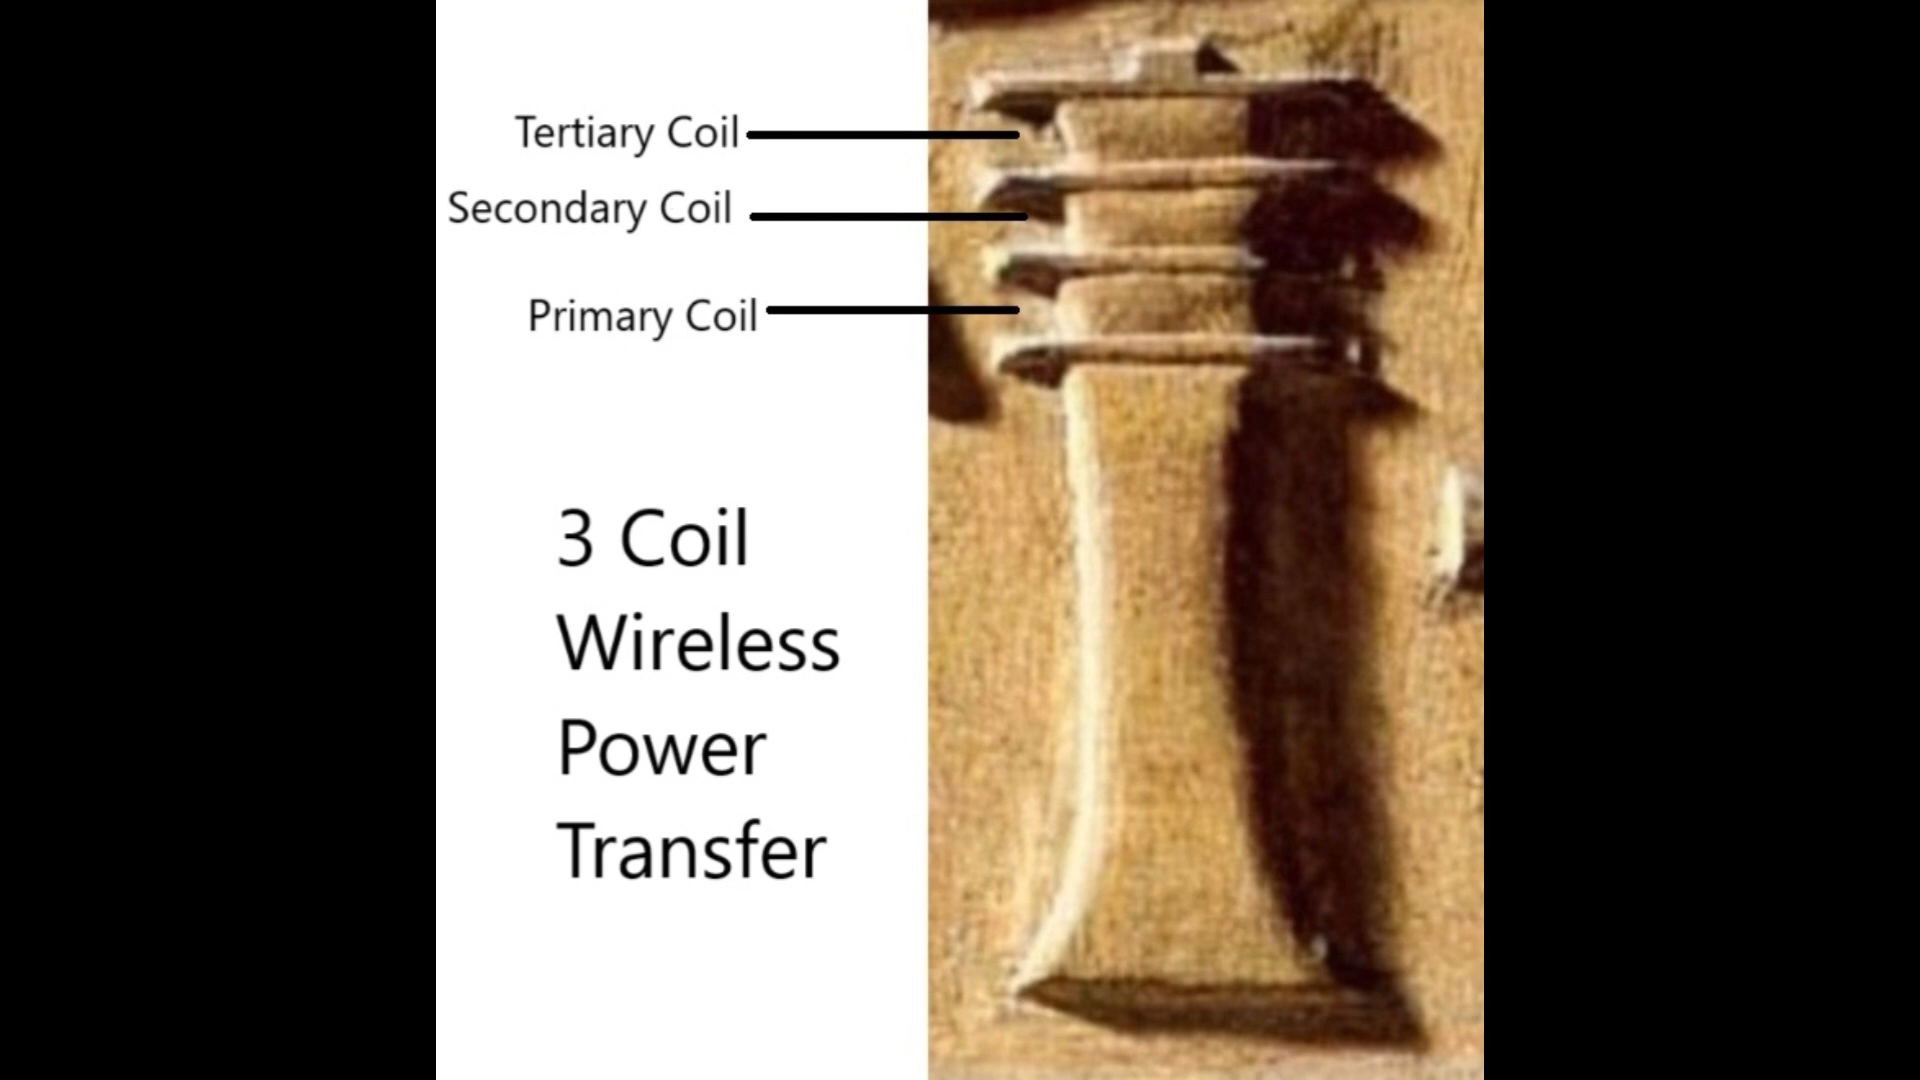 Tertiary Coil
Secondary Coil
Primary Coil
3 Coil
Wireless
Power
Transfer